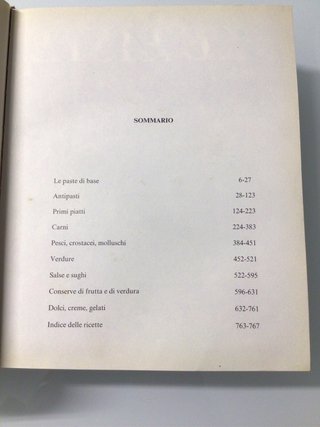 SOMMARIO
Le paste di base 6-27
Antipasti 28-123
Primi piatti 124-223
Carni 224-383
Pesci, crostacei, molluschi 384-451
Verdure 452-521
Salse e sughi 522-595
Conserve di frutta e di verdura 596-631
Dolci, creme, gelati 632-761
Indice delle ricette 763-767